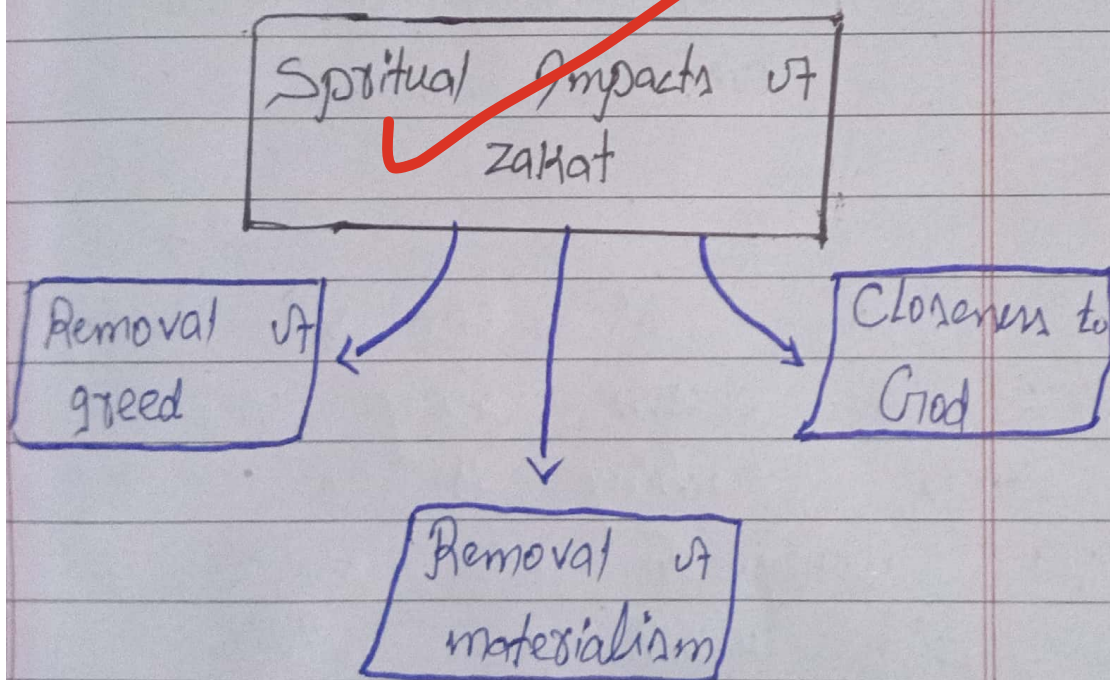 Spritual Impacts of
zakat
Removal of
greed
Closeness to
God
Removal of
materialism